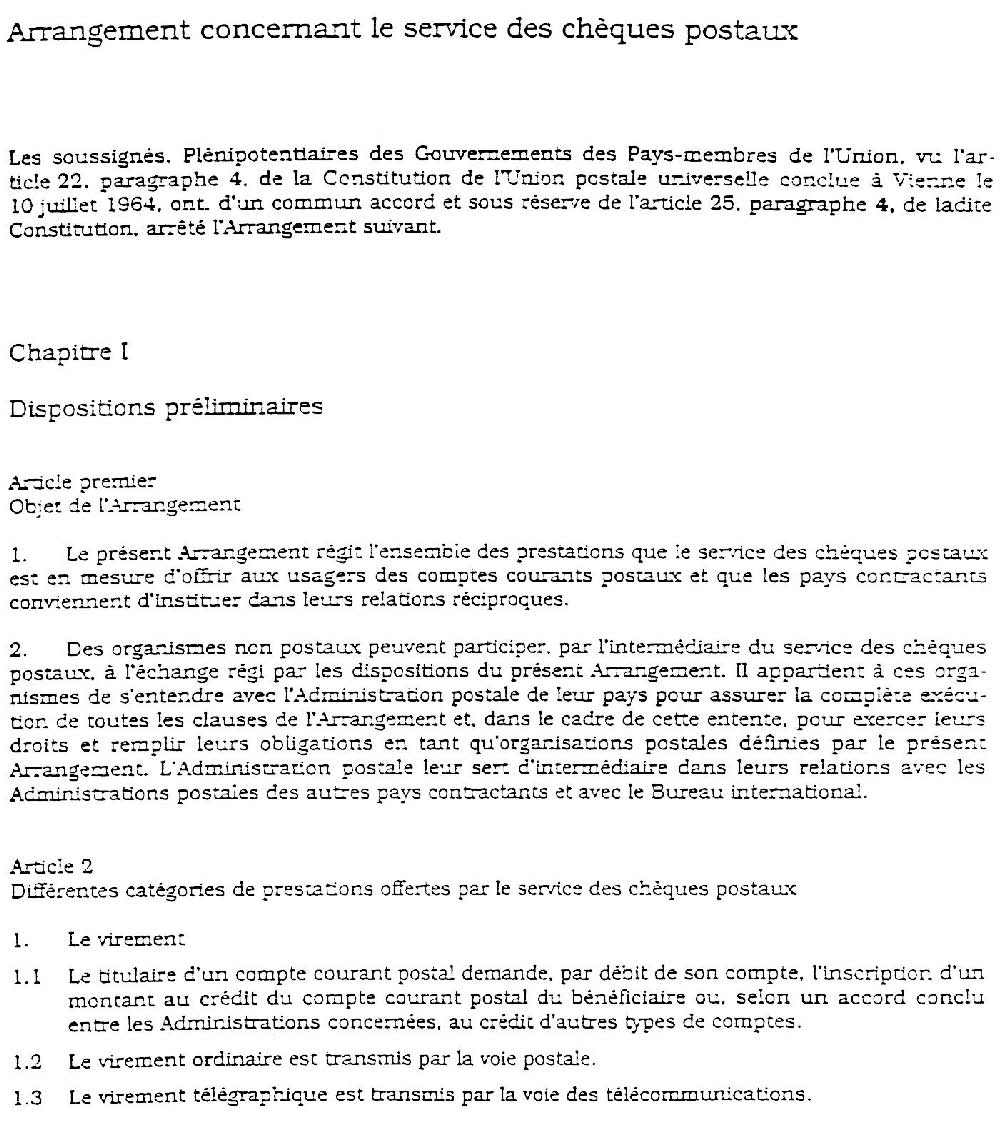 Arrangement concernant le service des chèques postaux
Les soussignés, Plénipotentiaires des Gouvernements des Pays-membres de l'Union, vu l'ar-
ticle 22, paragraphe 4, de la Constitution de l'Union postale universelle conclue à Vienne le
10 juillet 1964, ont, d'un commun accord et sous réserve de l'article 25, paragraphe 4, de ladite
Constitution, arrêté l'Arrangement suivant.
Chapitre I
Dispositions préliminaires
Article premier
Objet de l'Arrangement
1. Le présent Arrangement régit l'ensemble des prestations que le service des chèques postaux
est en mesure d'offrir aux usagers des comptes courants postaux et que les pays contractants
conviennent d'instituer dans leurs relations réciproques.
2. Des organismes non postaux peuvent participer, par l'intermédiaire du service des chèques
postaux, à l'échange régi par les dispositions du présent Arrangement. Il appartient à ces orga-
nismes de s'entendre avec l'Administration postale de leur pays pour assurer la complète exécu-
tion de toutes les clauses de l'Arrangement et, dans le cadre de cette entente, pour exercer leurs
droits et remplir leurs obligations en tant qu'organisations postales définies par le présent
Arrangement. L'Administration postale leur sert d'intermédiaire dans leurs relations avec les
Administrations postales des autres pays contractants et avec le Bureau international.
Article 2
Différentes catégories de prestations offertes par le service des chèques postaux
1. Le virement
1.1 Le titulaire d'un compte courant postal demande, par débit de son compte, l'inscription d'un
montant au crédit du compte courant postal du bénéficiaire ou, selon un accord conclu
entre les Administrations concernées, au crédit d'autres types de comptes.
1.2 Le virement ordinaire est transmis par la voie postale.
1.3 Le virement télégraphique est transmis par la voie des télécommunications.